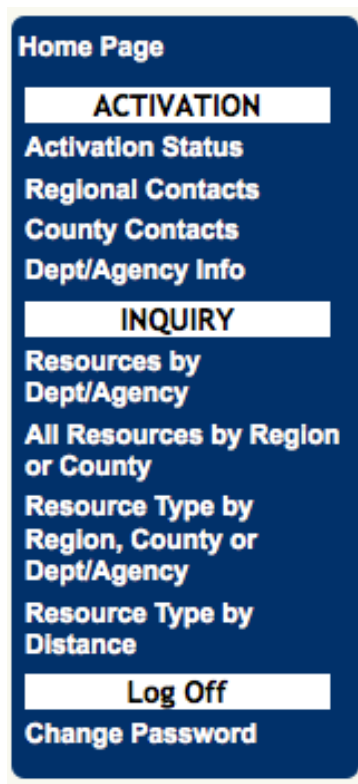 Home Page
ACTIVATION
Activation Status
Regional Contacts
County Contacts
Dept/Agency Info
INQUIRY
Resources by
Dept/Agency
All Resources by Region
or County
Resource Type by
Region, County or
Dept/Agency
Resource Type by
Distance
Log Off
Change Password